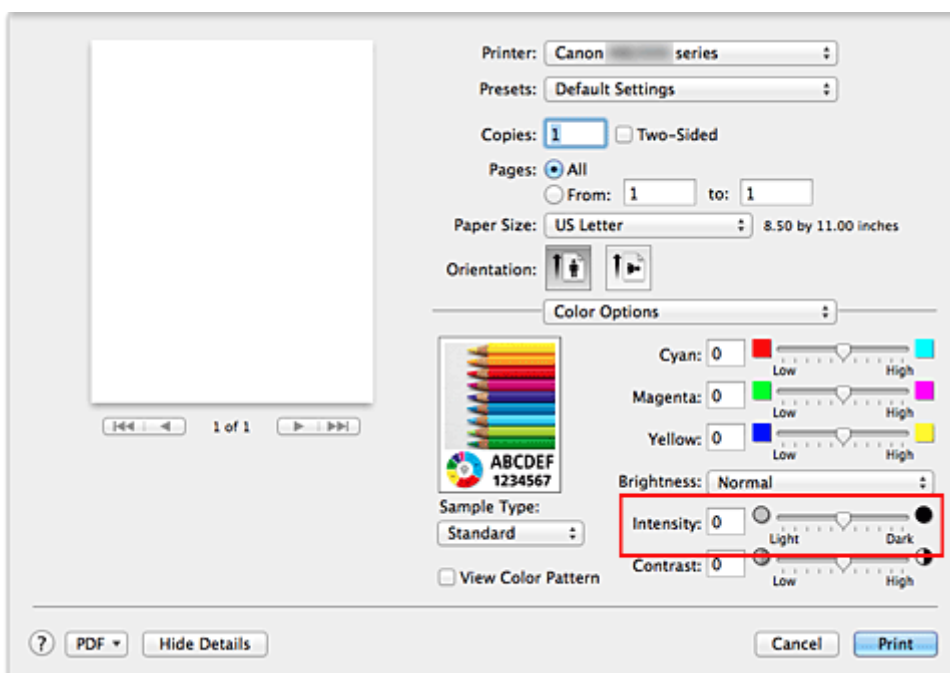 Printer: Canon series
Presets: Default Settings
Copies: 1 Two-Sided
Pages: All
From: 1 to: 1
Paper Size: US Letter 8.50 by 11.00 inches
Orientation:
Color Options
1 of 1
ABCDEF
1234567
Sample Type:
Standard
View Color Pattern
Cyan: 0
Low High
Magenta: 0
Low High
Yellow: 0
Low High
Brightness: Normal
Intensity: 0
Light Dark
Contrast: 0
Low High
? PDF Hide Details Cancel Print